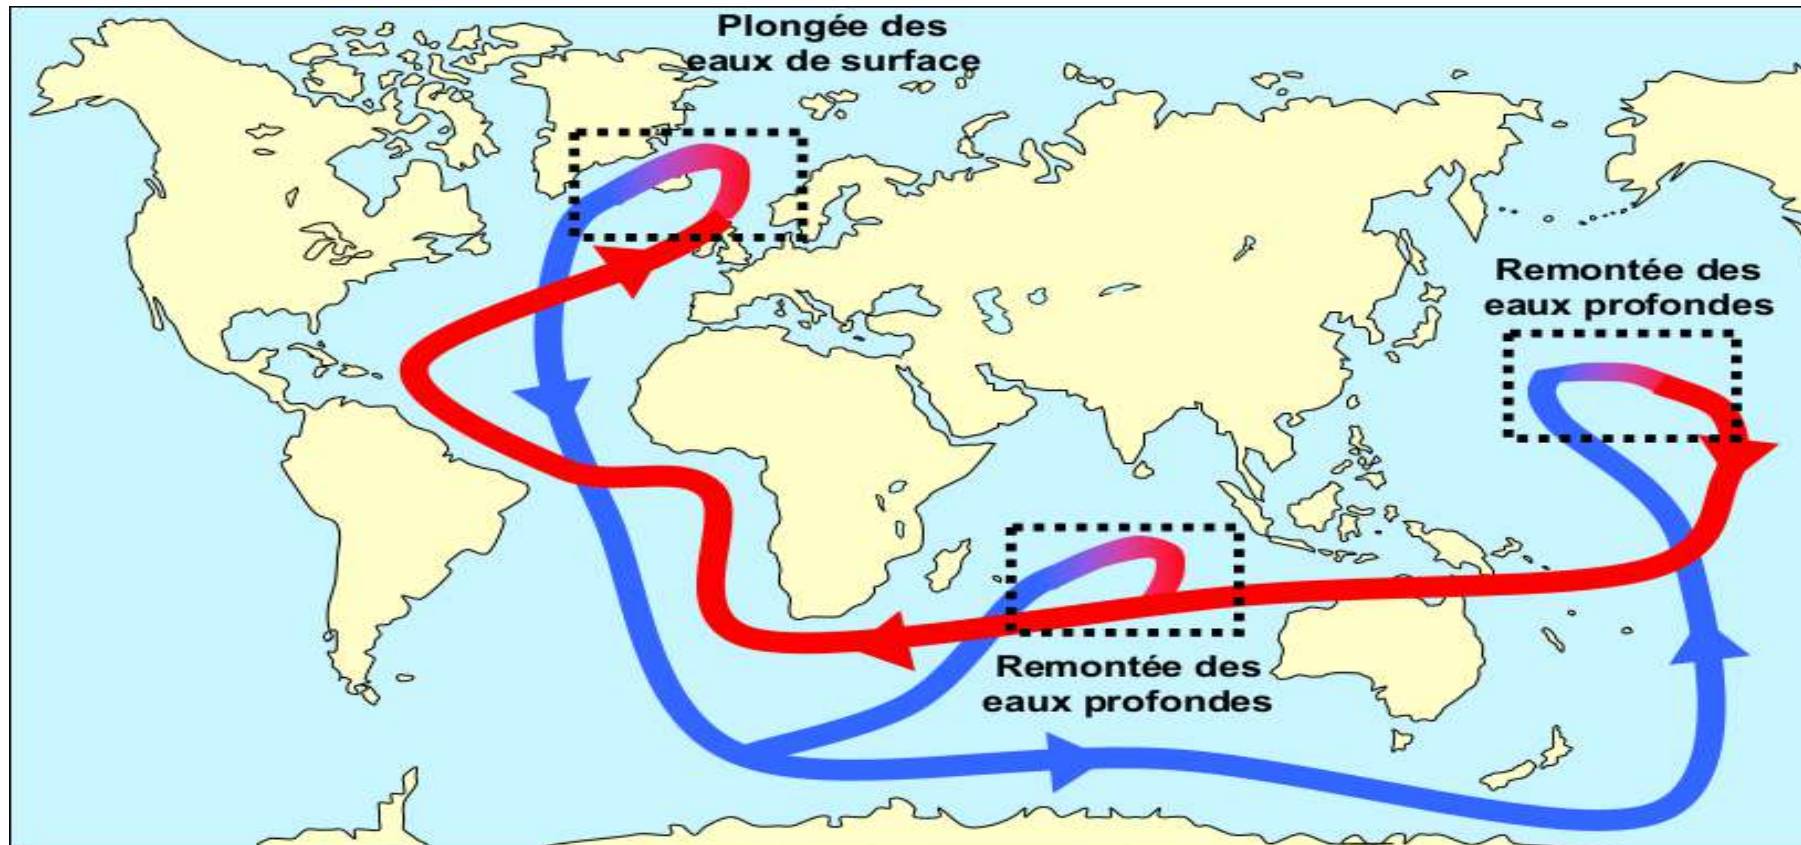 Plongée des
eaux de surface
Remontée des
eaux profondes
Remontée des
eaux profondes